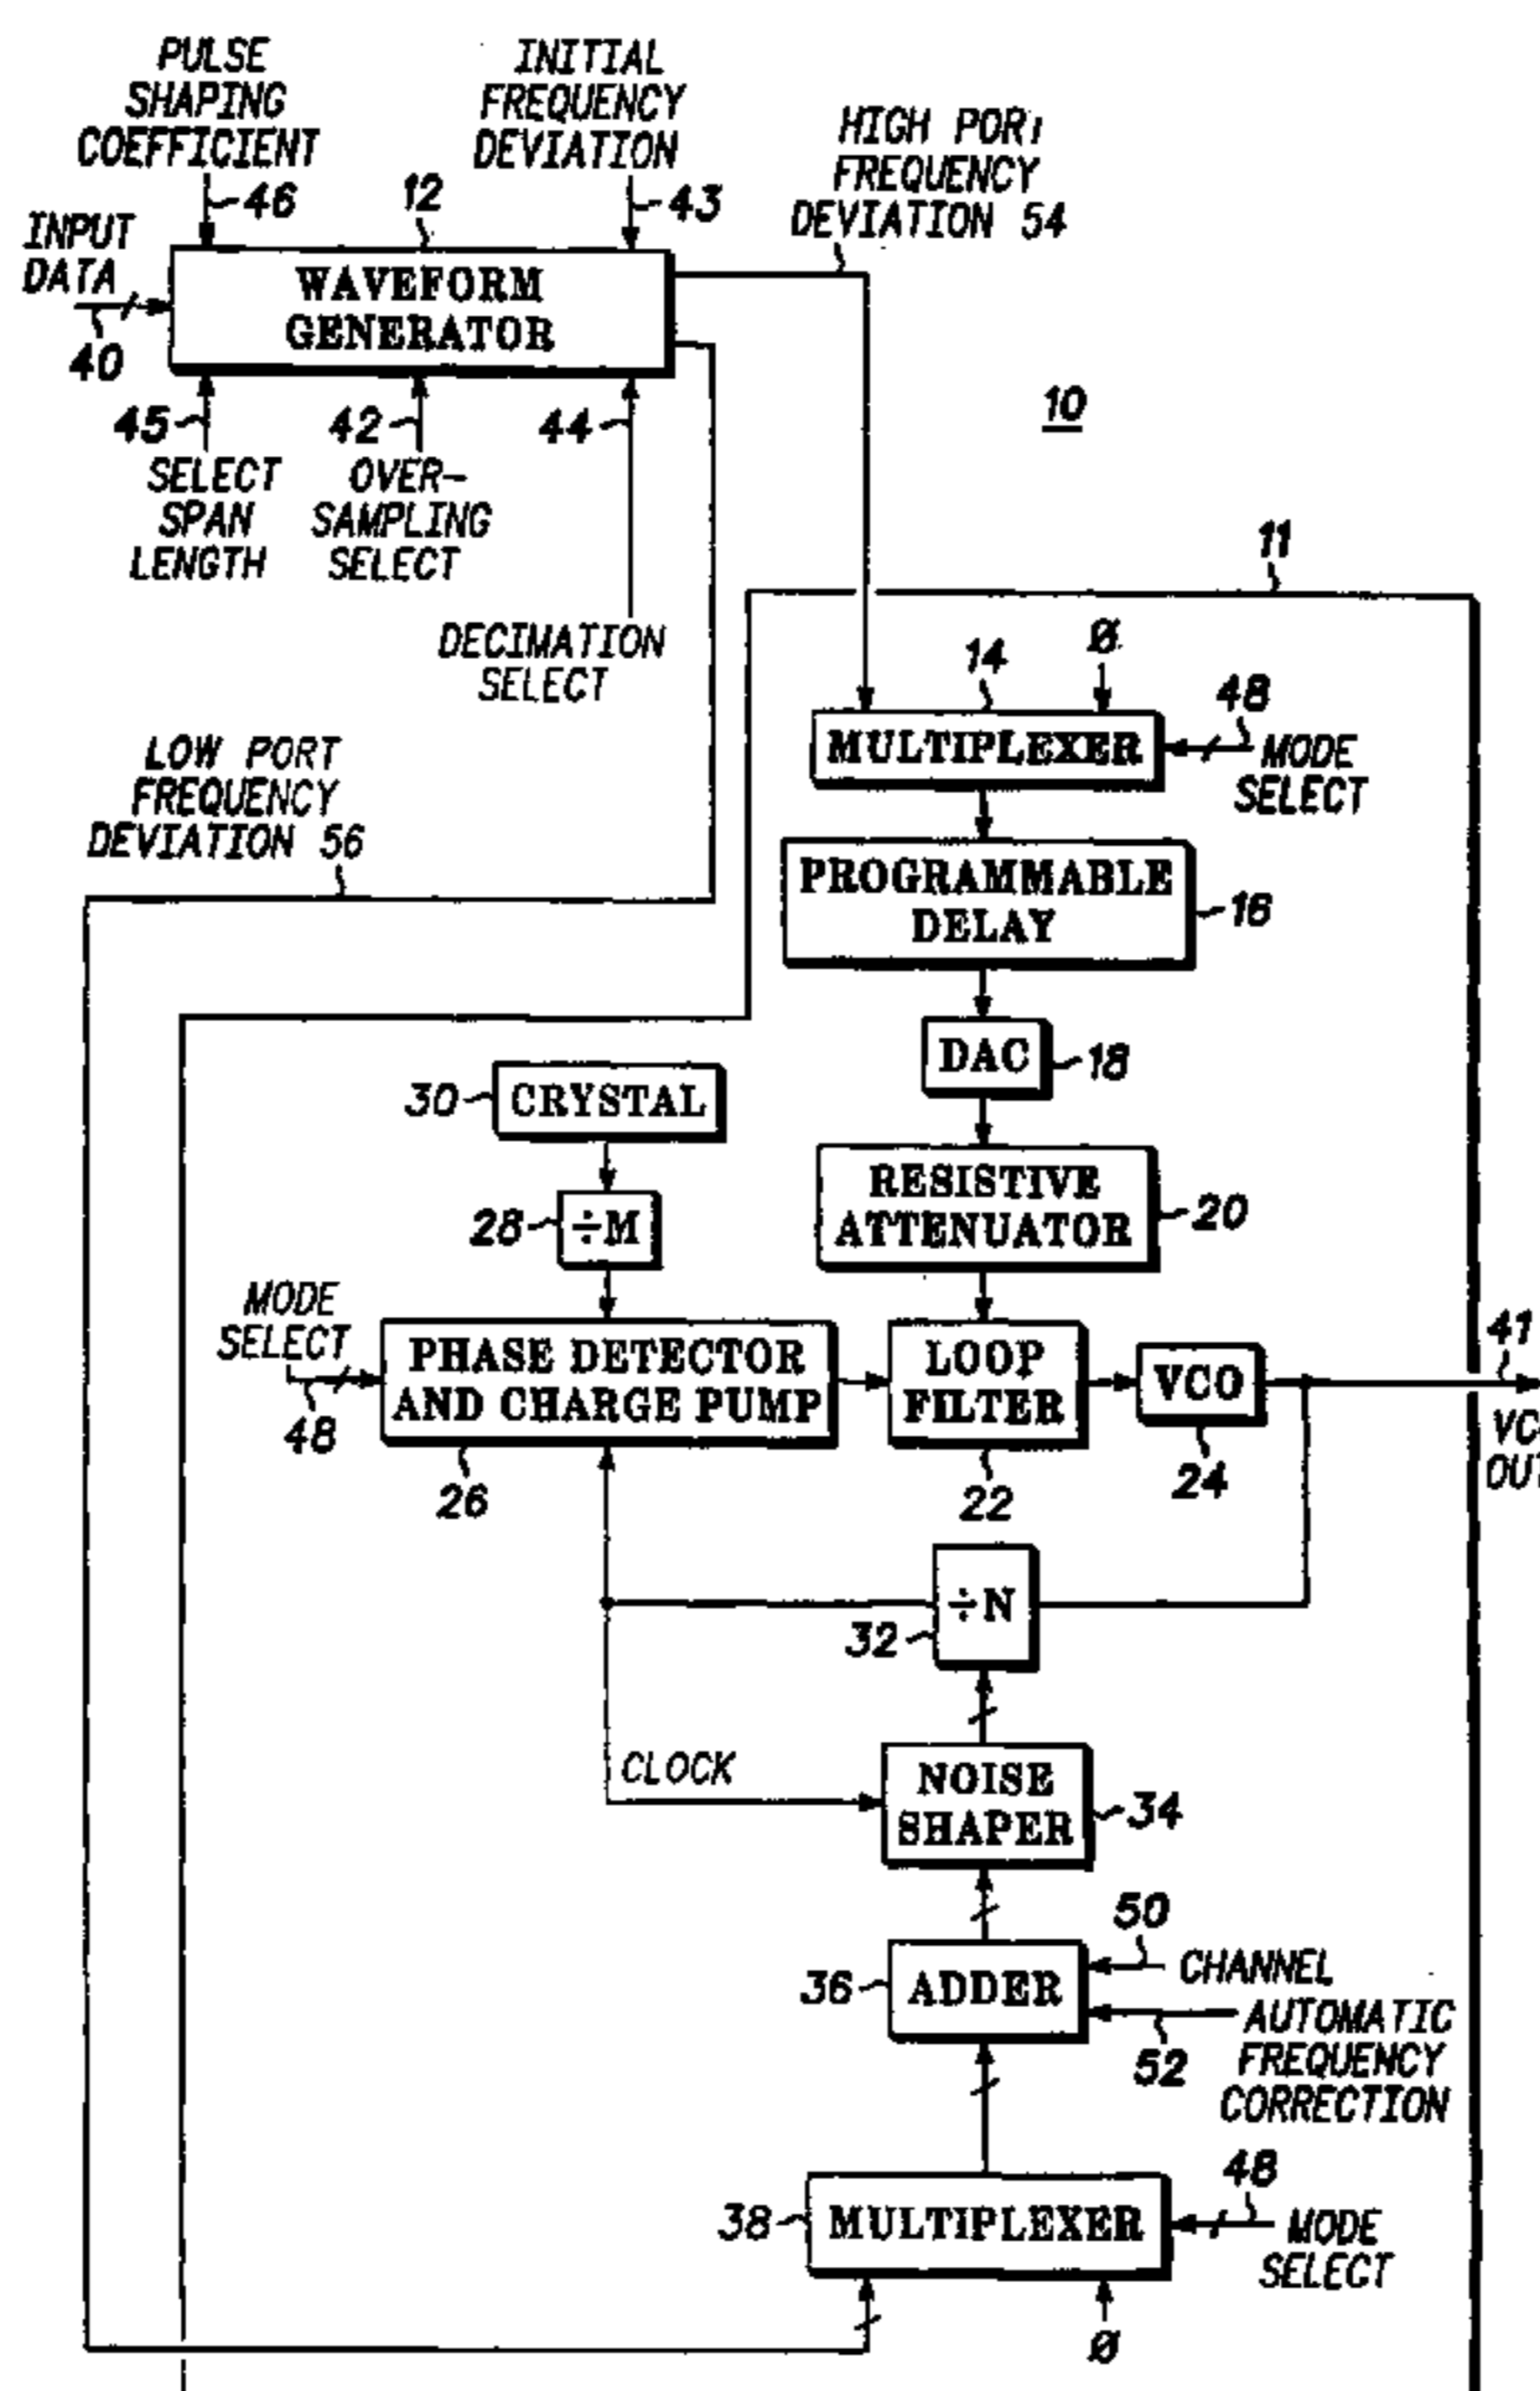 PULSE
SHAPING
COEFFICIENT
46
12
INITIAL
FREQUENCY
DEVIATION
43
HIGH PORT
FREQUENCY
DEVIATION 54
INPUT
DATA
40
WAVEFORM
GENERATOR
45
SELECT
SPAN
LENGTH
42
OVER-
SAMPLING
SELECT
44
DECIMATION
SELECT
10
11
14
Ø
MULTIPLEXER
48
MODE
SELECT
LOW PORT
FREQUENCY
DEVIATION 56
PROGRAMMABLE
DELAY
16
DAC
18
30
CRYSTAL
RESISTIVE
ATTENUATOR
20
28
÷M
MODE
SELECT
48
PHASE DETECTOR
AND CHARGE PUMP
26
LOOP
FILTER
22
VCO
24
41
VC
OUT
÷N
32
CLOCK
NOISE
SHAPER
34
50
CHANNEL
36
ADDER
AUTOMATIC
FREQUENCY
CORRECTION
52
38
MULTIPLEXER
48
MODE
SELECT
Ø